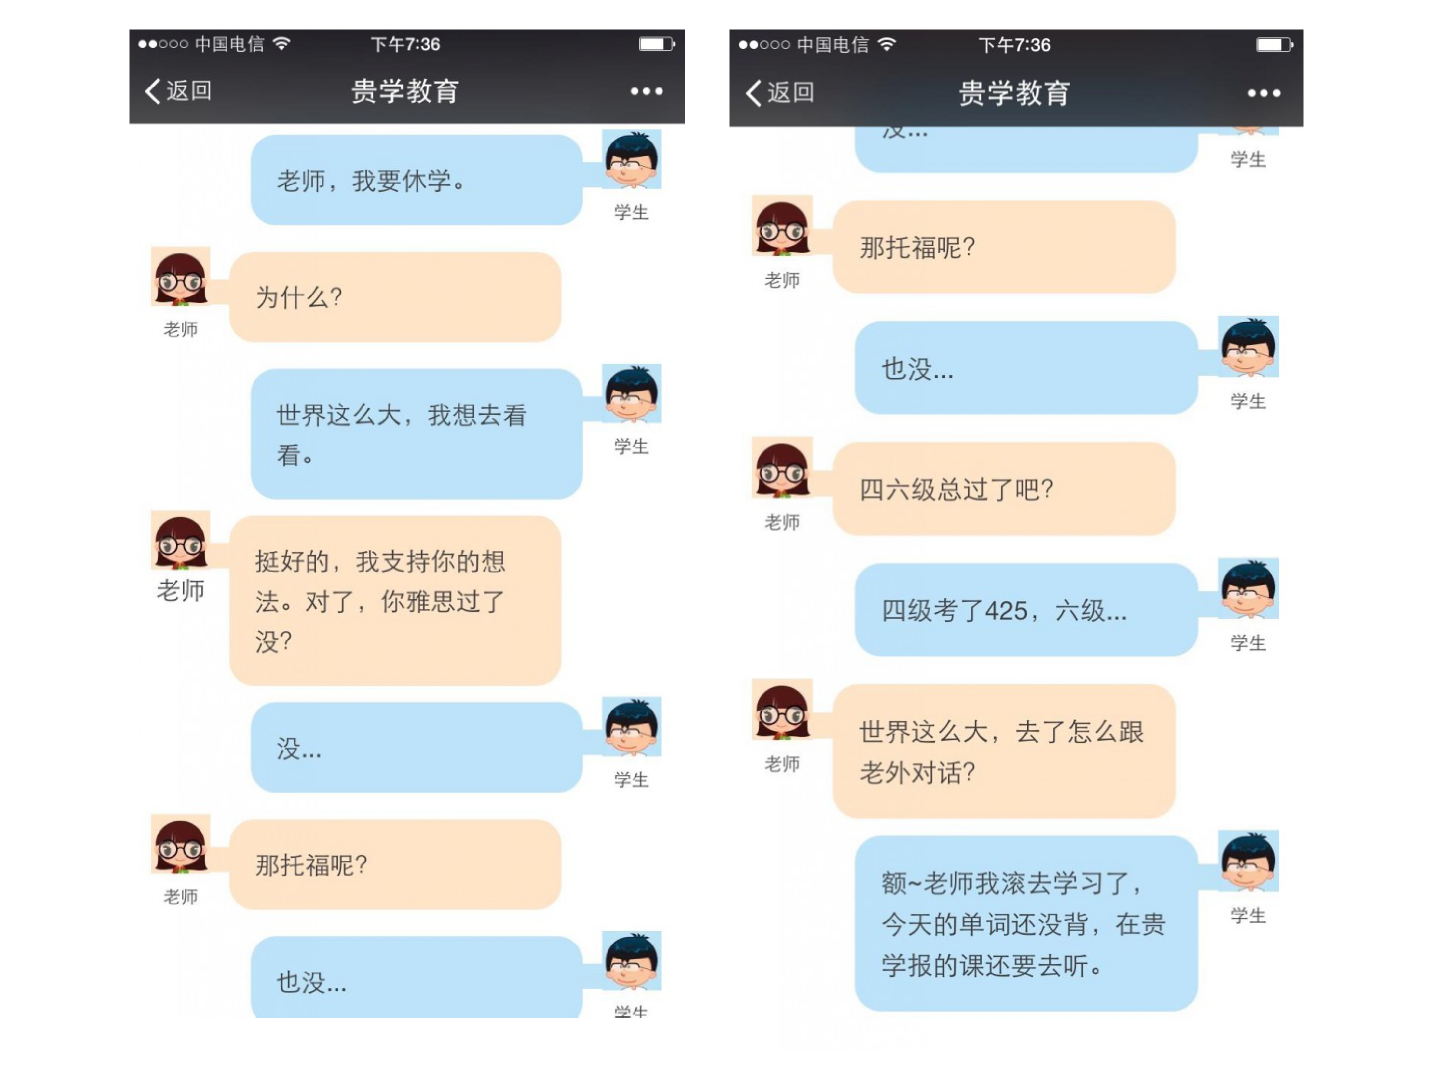 中国电信
下午7:36
返回
贵学教育
老师，我要休学。
学生
为什么？
老师
世界这么大，我想去看
看。
学生
挺好的，我支持你的想
法。对了，你雅思过了
没？
老师
没...
学生
那托福呢？
老师
也没...
学生
中国电信
下午7:36
返回
贵学教育
没...
学生
那托福呢？
老师
也没...
学生
四六级总过了吧？
老师
四级考了425，六级...
学生
世界这么大，去了怎么跟
老外对话？
老师
额~老师我滚去学习了，
今天的单词还没背，在贵
学报的课还要去听。
学生